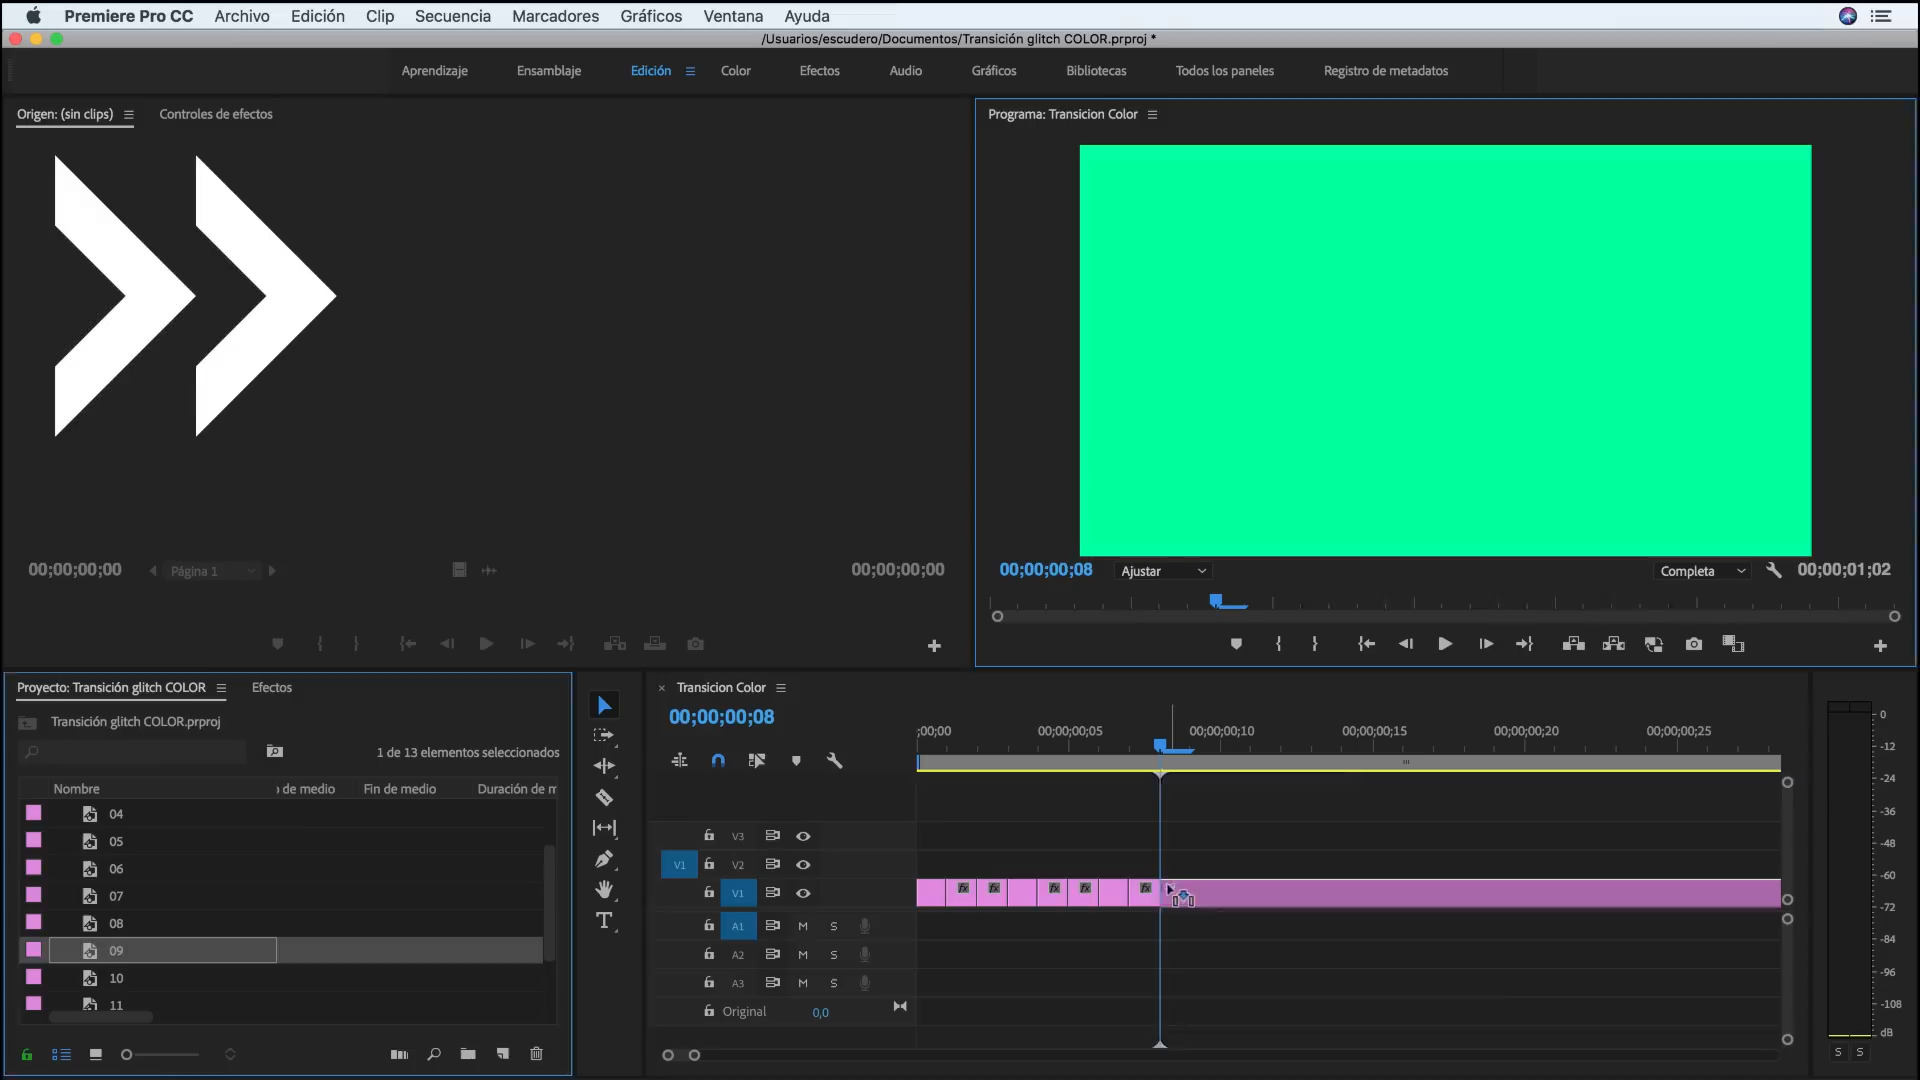 Premiere Pro CC Archivo Edición Clip Secuencia Marcadores Gráficos Ventana Ayuda
/Usuarios/escudero/Documentos/Transición glitch COLOR.prproj *
Aprendizaje Ensamblaje Edición Color Efectos Audio Gráficos Bibliotecas Todos los paneles Registro de metadatos
Origen: (sin clips) Controles de efectos
Programa: Transicion Color
00;00;00;00 Página 1 00;00;00;00
00;00;00;08 Ajustar Completa 00;00;01;02
Proyecto: Transición glitch COLOR Efectos
Transición glitch COLOR.prproj
1 de 13 elementos seleccionados
Nombre o de medio Fin de medio Duración de m
04
05
06
07
08
09
10
11
T
× Transicion Color
00;00;00;08
;00;00 00;00;00;05 00;00;00;10 00;00;00;15 00;00;00;20 00;00;00;25
V3
V1 V2
V1 fx fx fx fx fx
A1 M S
A2 M S
A3 M S
Original 0,0
0
-12
-24
-36
-48
-60
-72
-84
-96
-108
dB
S S